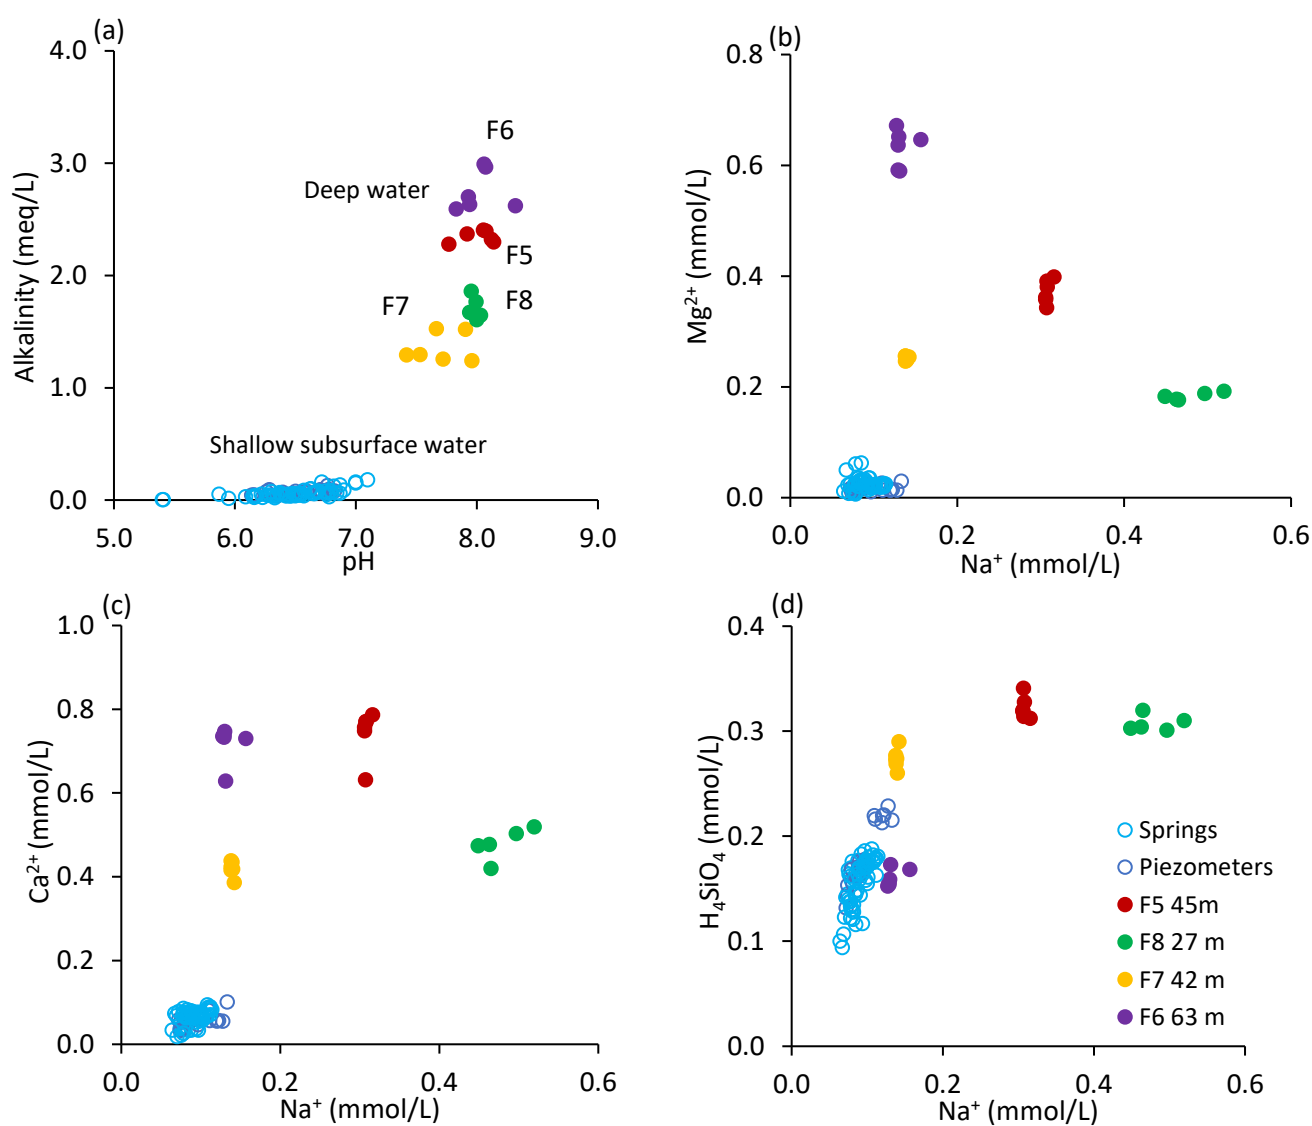 (a)
4.0
3.0
2.0
1.0
0.0
Alkalinity (meq/L)
F6
Deep water
F5
F7
F8
Shallow subsurface water
5.0 6.0 7.0 8.0 9.0
pH
(b)
0.8
0.6
0.4
0.2
0.0
Mg²⁺ (mmol/L)
0.0 0.2 0.4 0.6
Na⁺ (mmol/L)
(c)
1.0
0.8
0.6
0.4
0.2
0.0
Ca²⁺ (mmol/L)
0.0 0.2 0.4 0.6
Na⁺ (mmol/L)
(d)
0.4
0.3
0.2
0.1
0.0
H₄SiO₄ (mmol/L)
Springs
Piezometers
F5 45m
F8 27 m
F7 42 m
F6 63 m
0.0 0.2 0.4 0.6
Na⁺ (mmol/L)